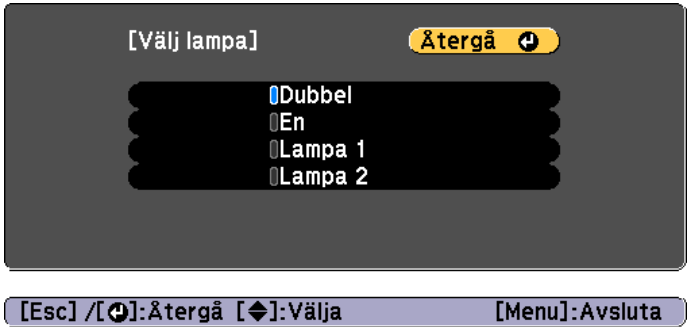 [Välj lampa] Återgå
Dubbel
En
Lampa 1
Lampa 2
[Esc] /[⏎]:Återgå [◆]:Välja [Menu]:Avsluta